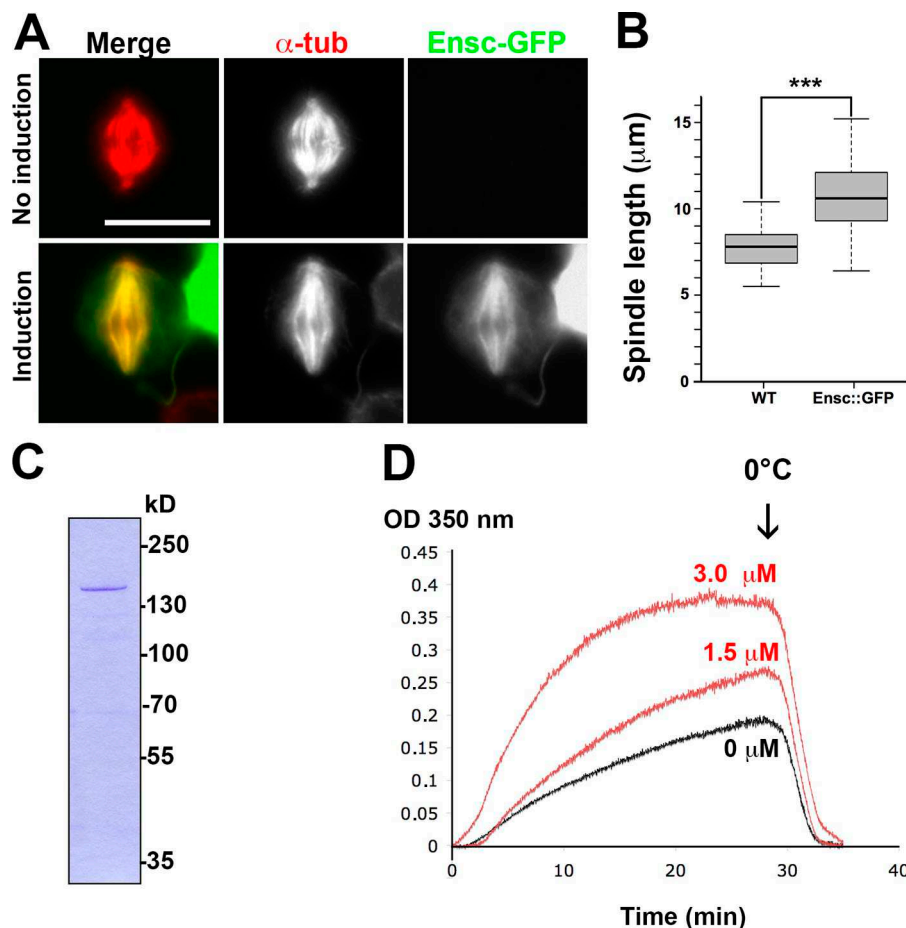 A
Merge
α-tub
Ensc-GFP
No induction
Induction
B
***
Spindle length (μm)
15
10
5
0
WT
Ensc::GFP
C
kD
-250
-130
-100
-70
-55
-35
D
0°C
OD 350 nm
0.45
0.4
0.35
0.3
0.25
0.2
0.15
0.1
0.05
0
3.0 μM
1.5 μM
0 μM
0
10
20
30
40
Time (min)